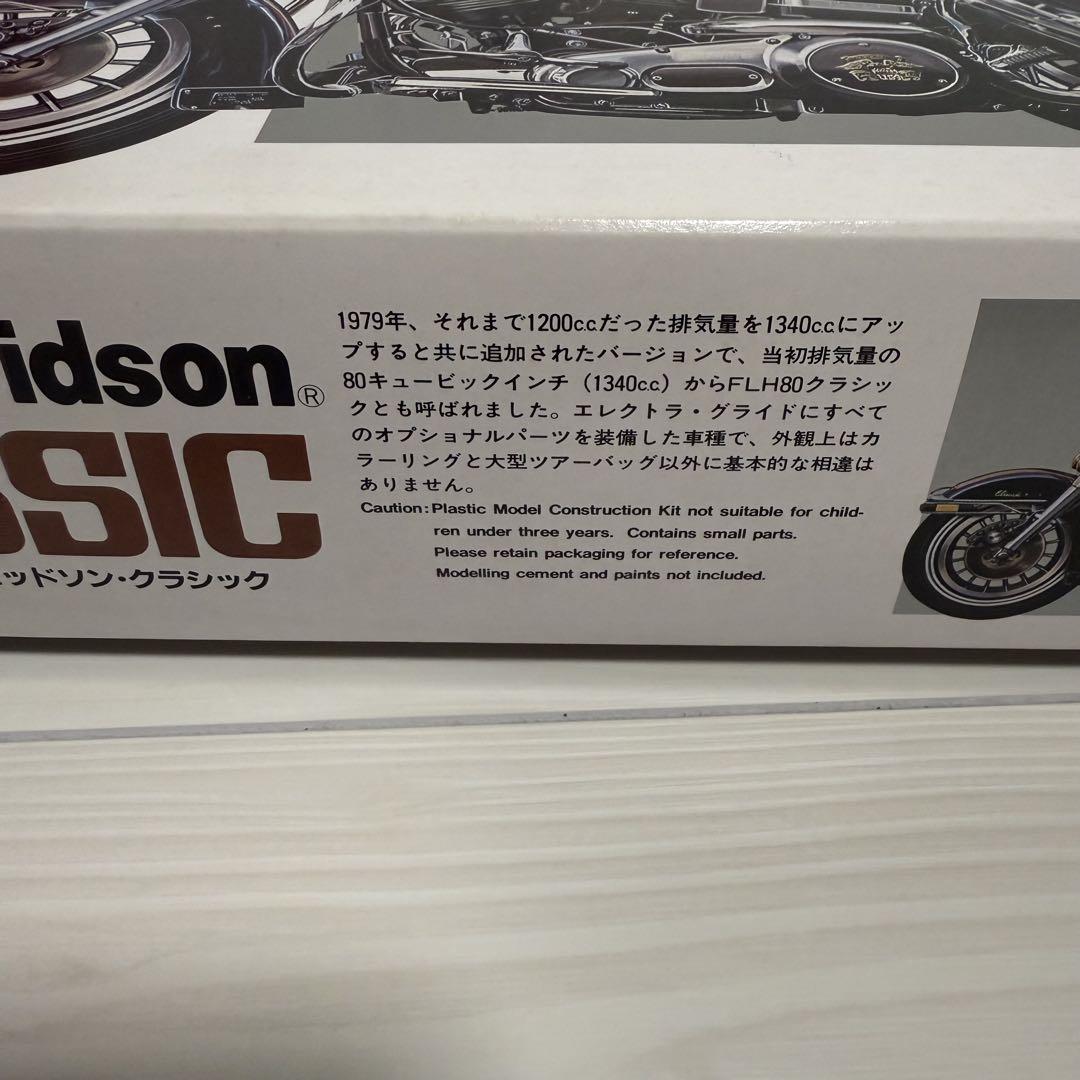 idson®
SSIC
ッドソン・クラシック
1979年、それまで1200c.c.だった排気量を1340c.c.にアッ
プすると共に追加されたバージョンで、当初排気量の
80キュービックインチ（1340c.c.）からFLH80クラシッ
クとも呼ばれました。エレクトラ・グライドにすべて
のオプショナルパーツを装備した車種で、外観上はカ
ラーリングと大型ツアーバッグ以外に基本的な相違は
ありません。
Caution: Plastic Model Construction Kit not suitable for child-
ren under three years. Contains small parts.
Please retain packaging for reference.
Modelling cement and paints not included.